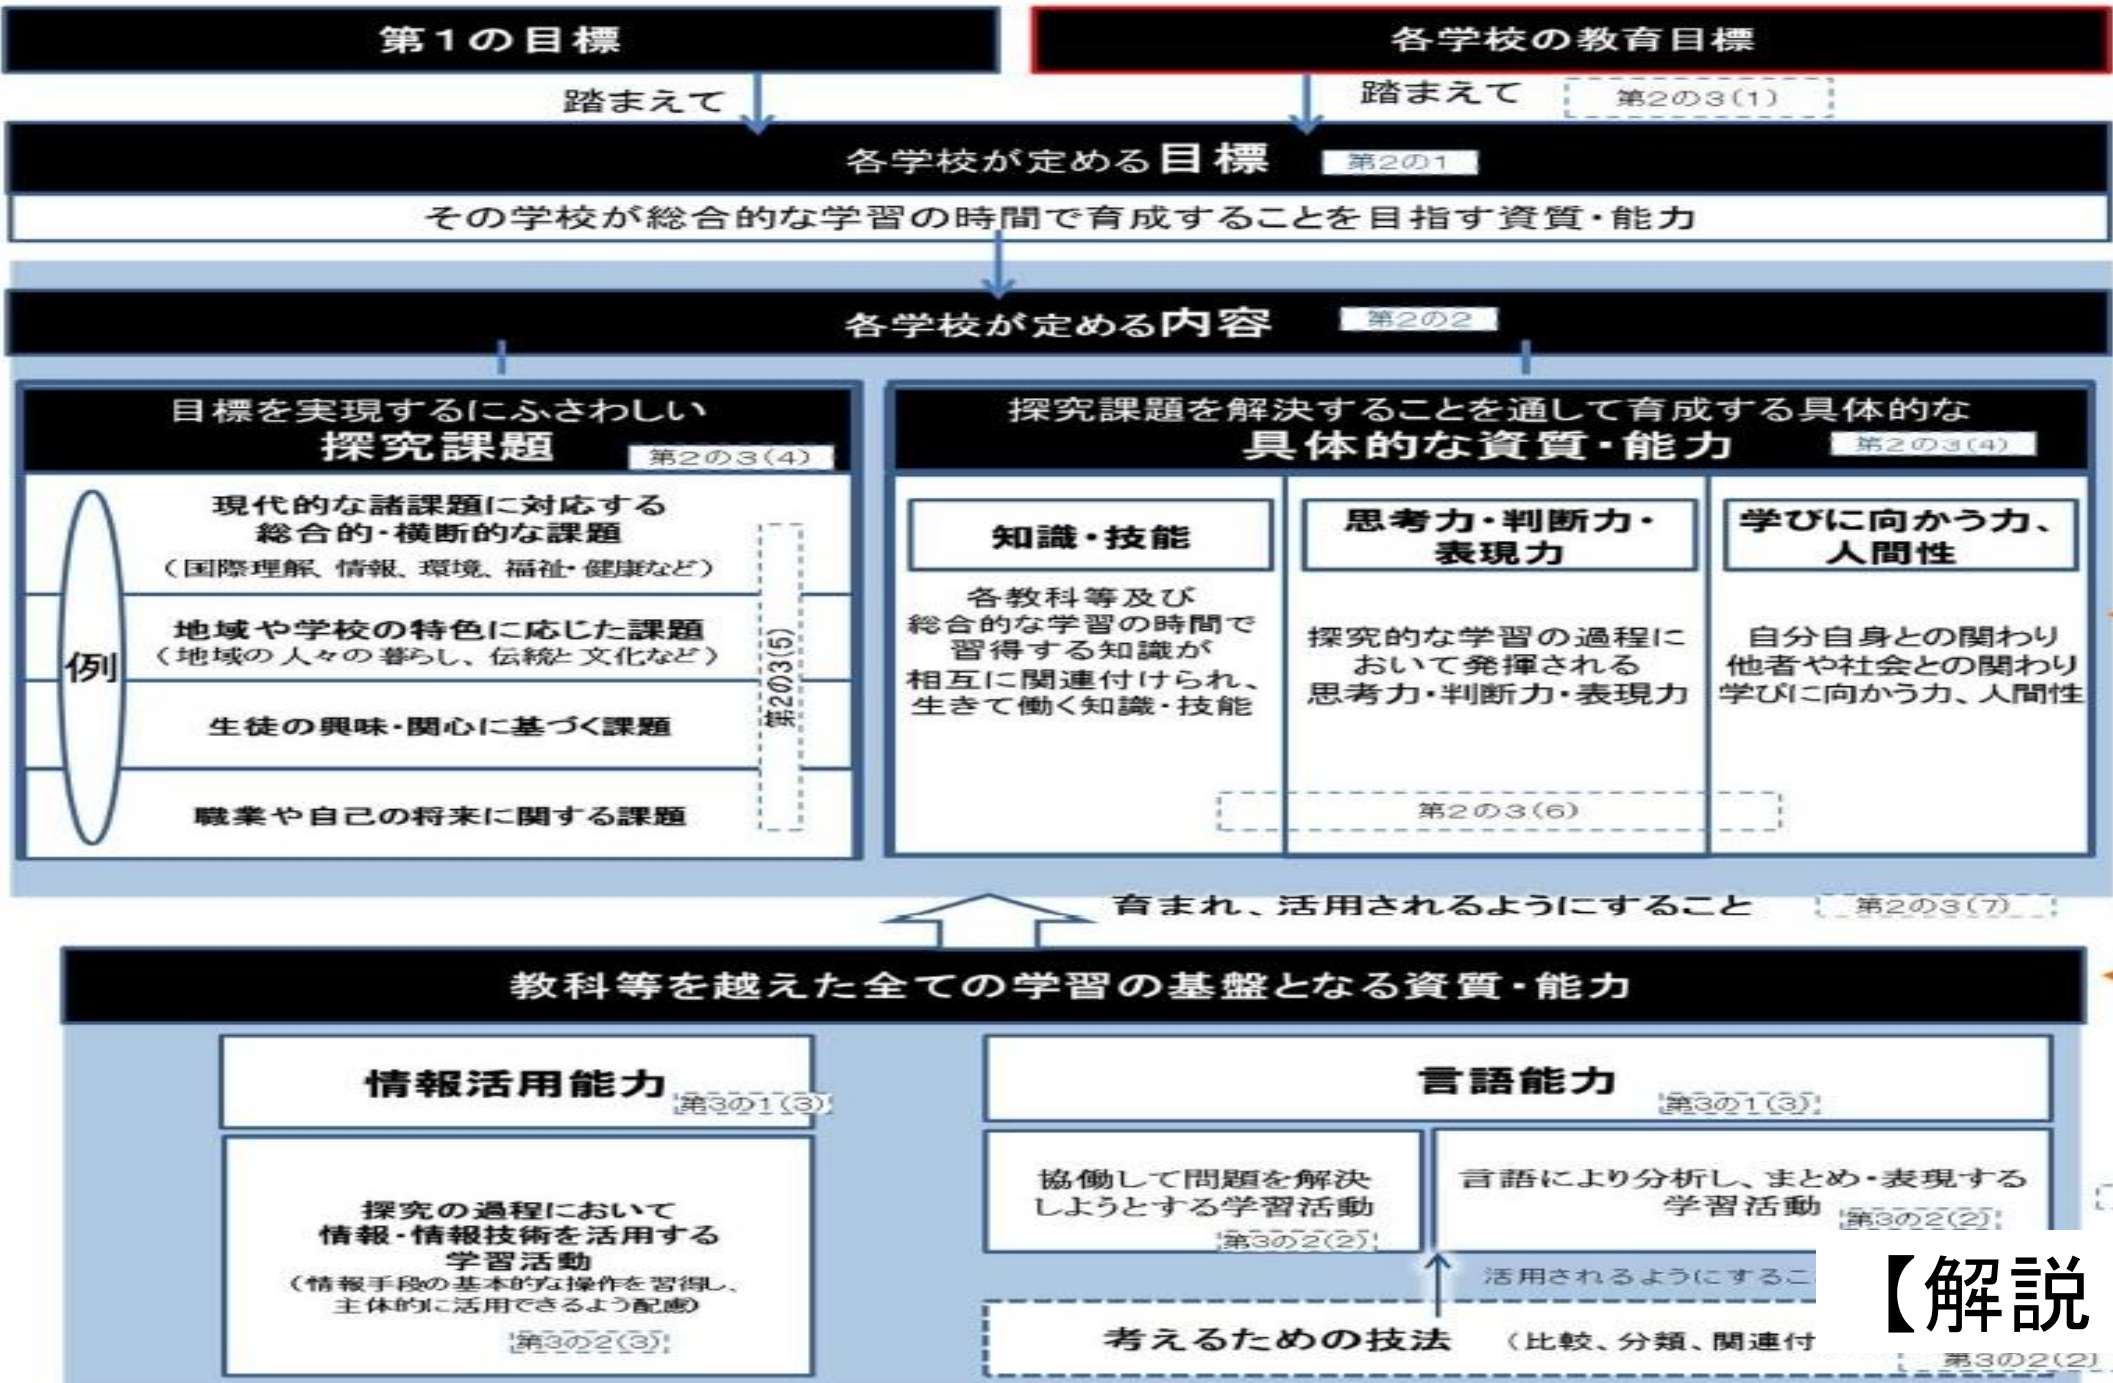 第1の目標
各学校の教育目標
踏まえて
踏まえて
第2の3(1)
各学校が定める目標 第2の1
その学校が総合的な学習の時間で育成することを目指す資質・能力
各学校が定める内容 第2の2
目標を実現するにふさわしい
探究課題 第2の3(4)
例
現代的な諸課題に対応する
総合的・横断的な課題
(国際理解、情報、環境、福祉・健康など)
地域や学校の特色に応じた課題
(地域の人々の暮らし、伝統と文化など)
生徒の興味・関心に基づく課題
職業や自己の将来に関する課題
第2の3(5)
探究課題を解決することを通して育成する具体的な
具体的な資質・能力 第2の3(4)
知識・技能
各教科等及び
総合的な学習の時間で
習得する知識が
相互に関連付けられ、
生きて働く知識・技能
思考力・判断力・
表現力
探究的な学習の過程に
おいて発揮される
思考力・判断力・表現力
学びに向かう力、
人間性
自分自身との関わり
他者や社会との関わり
学びに向かう力、人間性
第2の3(6)
育まれ、活用されるようにすること 第2の3(7)
教科等を越えた全ての学習の基盤となる資質・能力
情報活用能力 第3の1(3)
探究の過程において
情報・情報技術を活用する
学習活動
(情報手段の基本的な操作を習得し、
主体的に活用できるよう配慮)
第3の2(3)
言語能力 第3の1(3)
協働して問題を解決
しようとする学習活動
第3の2(2)
言語により分析し、まとめ・表現する
学習活動 第3の2(2)
活用されるようにするこ
考えるための技法 (比較、分類、関連付
第3の2(2)
【解説